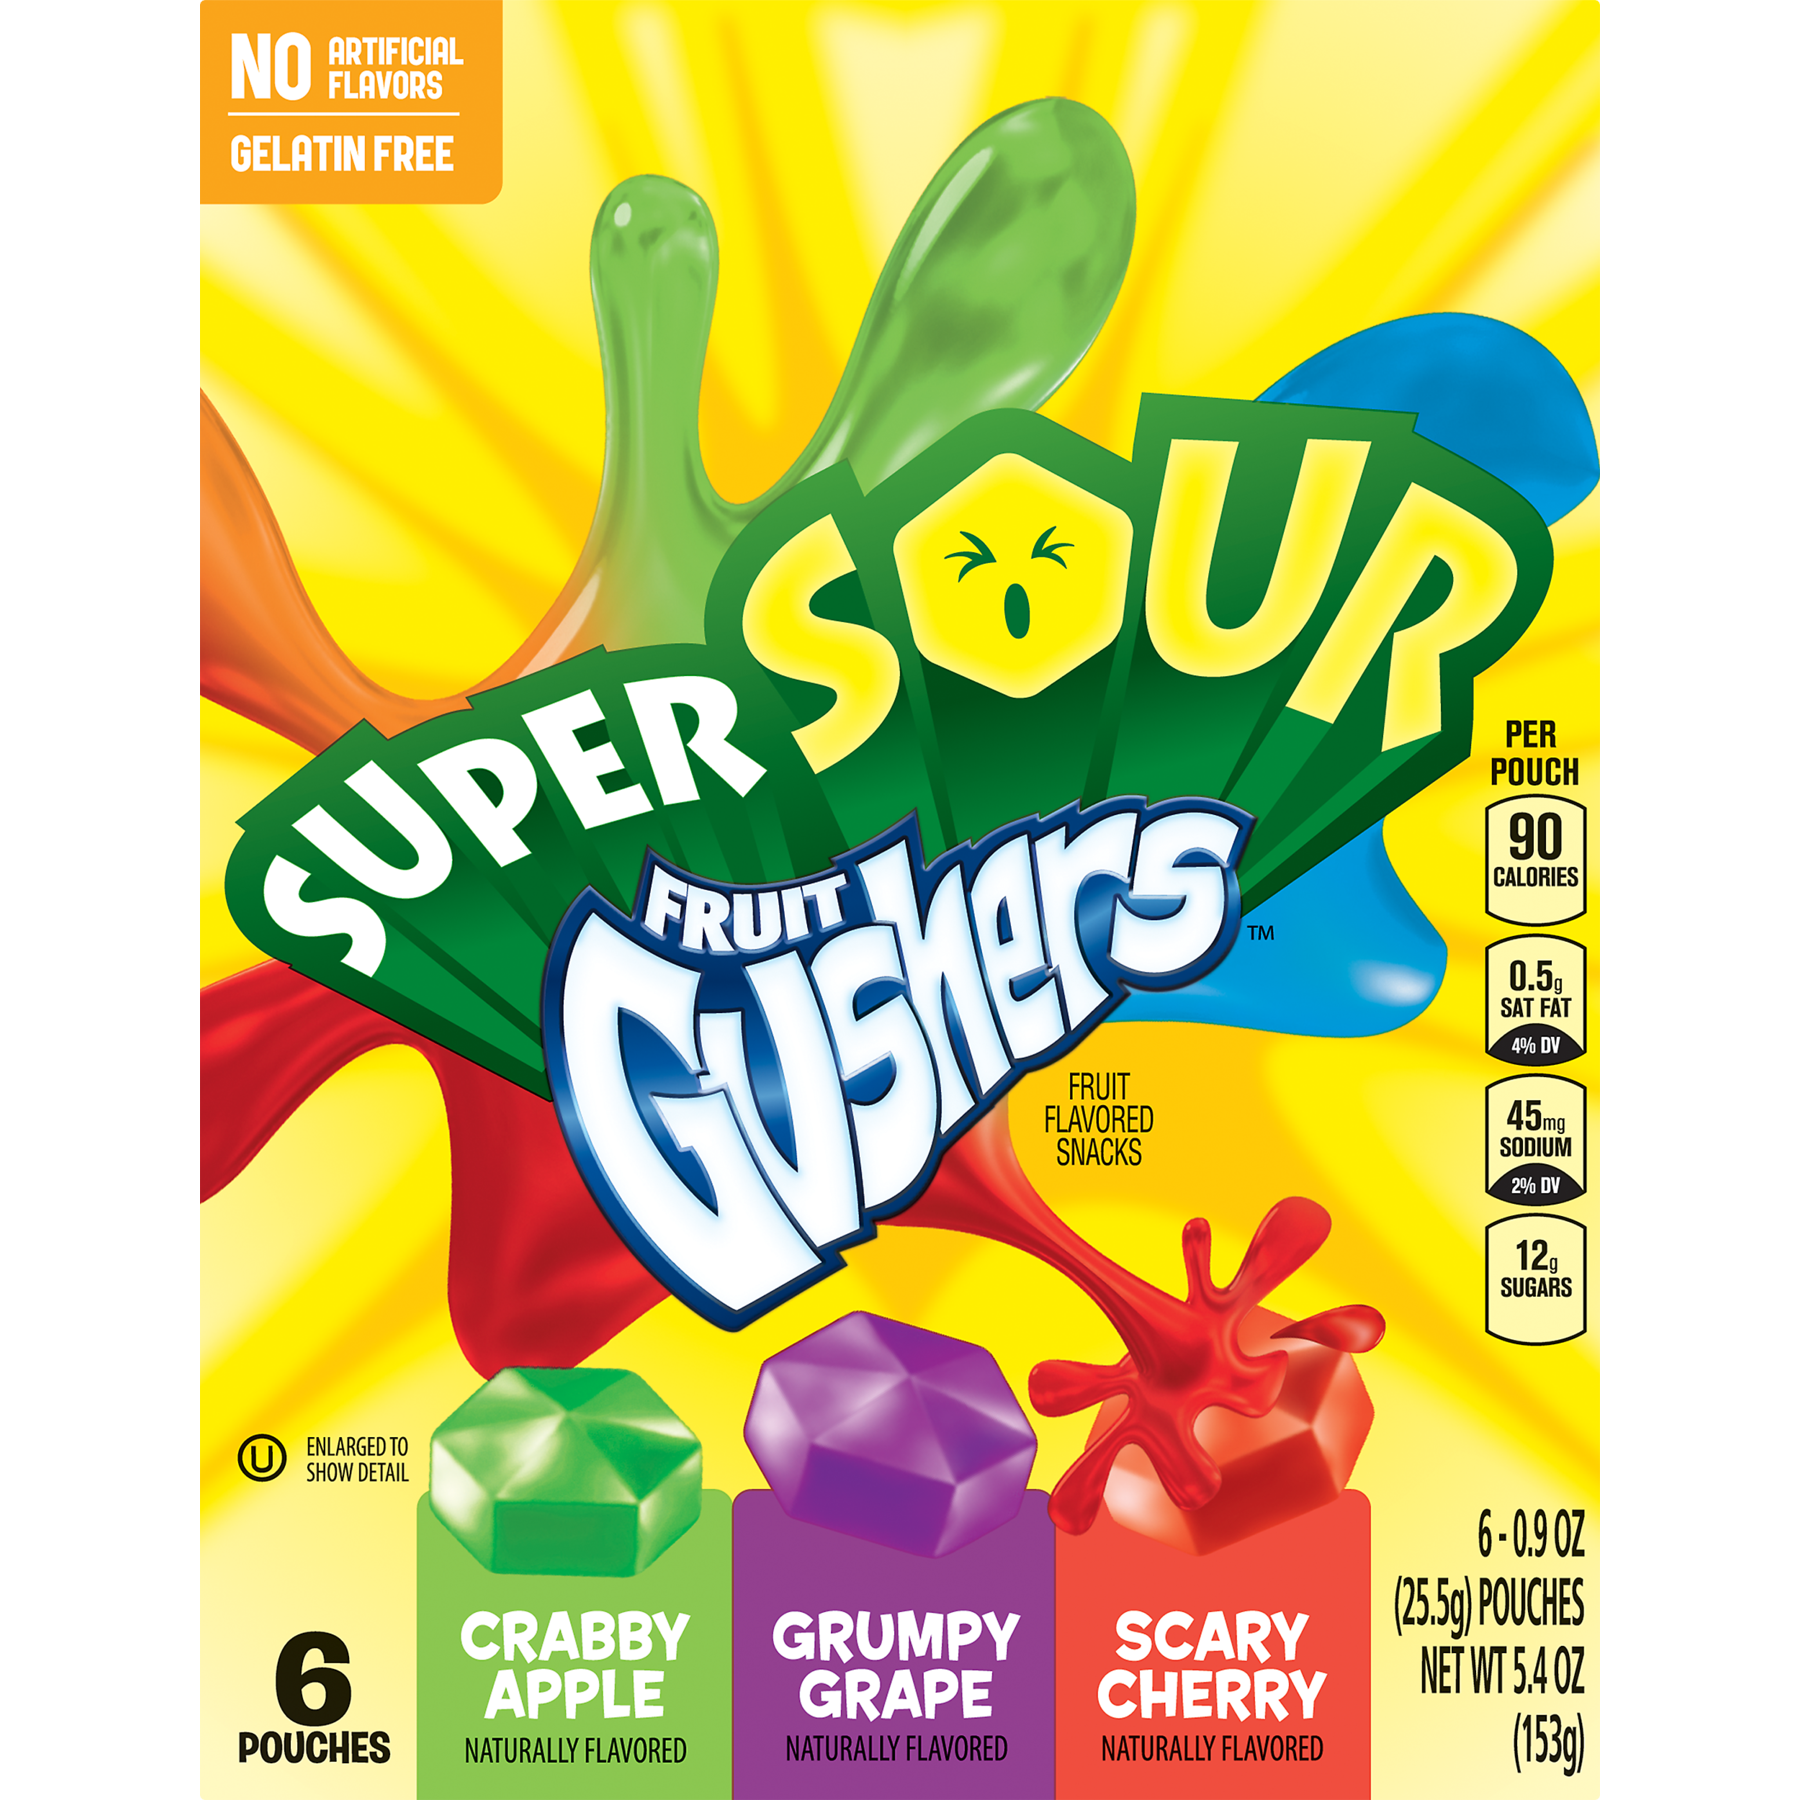 NO ARTIFICIAL
FLAVORS
GELATIN FREE
SUPER SOUR
FRUIT
GUSHERS
TM
FRUIT
FLAVORED
SNACKS
PER
POUCH
90
CALORIES
0.5g
SAT FAT
4% DV
45mg
SODIUM
2% DV
12g
SUGARS
U
ENLARGED TO
SHOW DETAIL
6
POUCHES
CRABBY
APPLE
NATURALLY FLAVORED
GRUMPY
GRAPE
NATURALLY FLAVORED
SCARY
CHERRY
NATURALLY FLAVORED
6 - 0.9 OZ
(25.5g) POUCHES
NET WT 5.4 OZ
(153g)